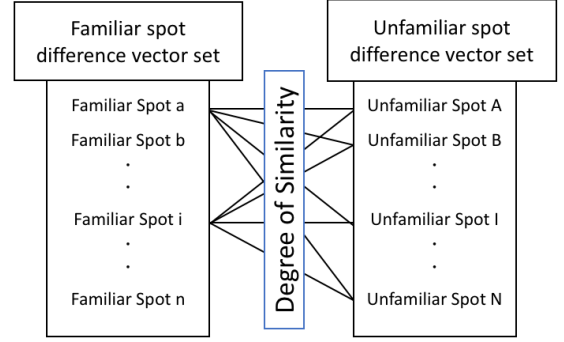 Familiar spot
difference vector set
Familiar Spot a
Familiar Spot b
.
.
Familiar Spot i
.
.
Familiar Spot n
Degree of Similarity
Unfamiliar spot
difference vector set
Unfamiliar Spot A
Unfamiliar Spot B
.
.
Unfamiliar Spot I
.
.
Unfamiliar Spot N